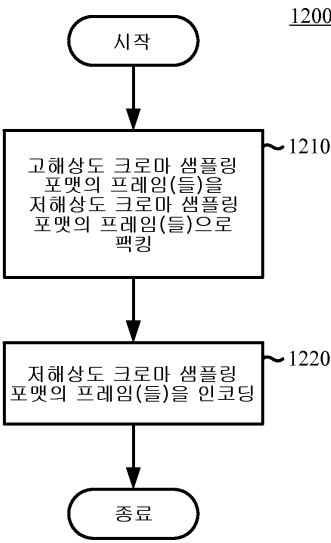 1200
시작
1210
고해상도 크로마 샘플링
포맷의 프레임(들)을
저해상도 크로마 샘플링
포맷의 프레임(들)으로
팩킹
1220
저해상도 크로마 샘플링
포맷의 프레임(들)을 인코딩
종료